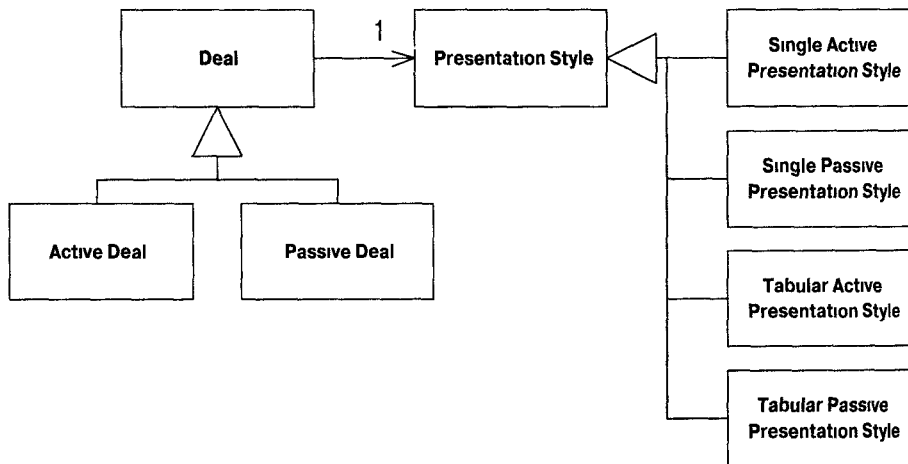 1
Deal
Presentation Style
Single Active
Presentation Style
Single Passive
Presentation Style
Active Deal
Passive Deal
Tabular Active
Presentation Style
Tabular Passive
Presentation Style